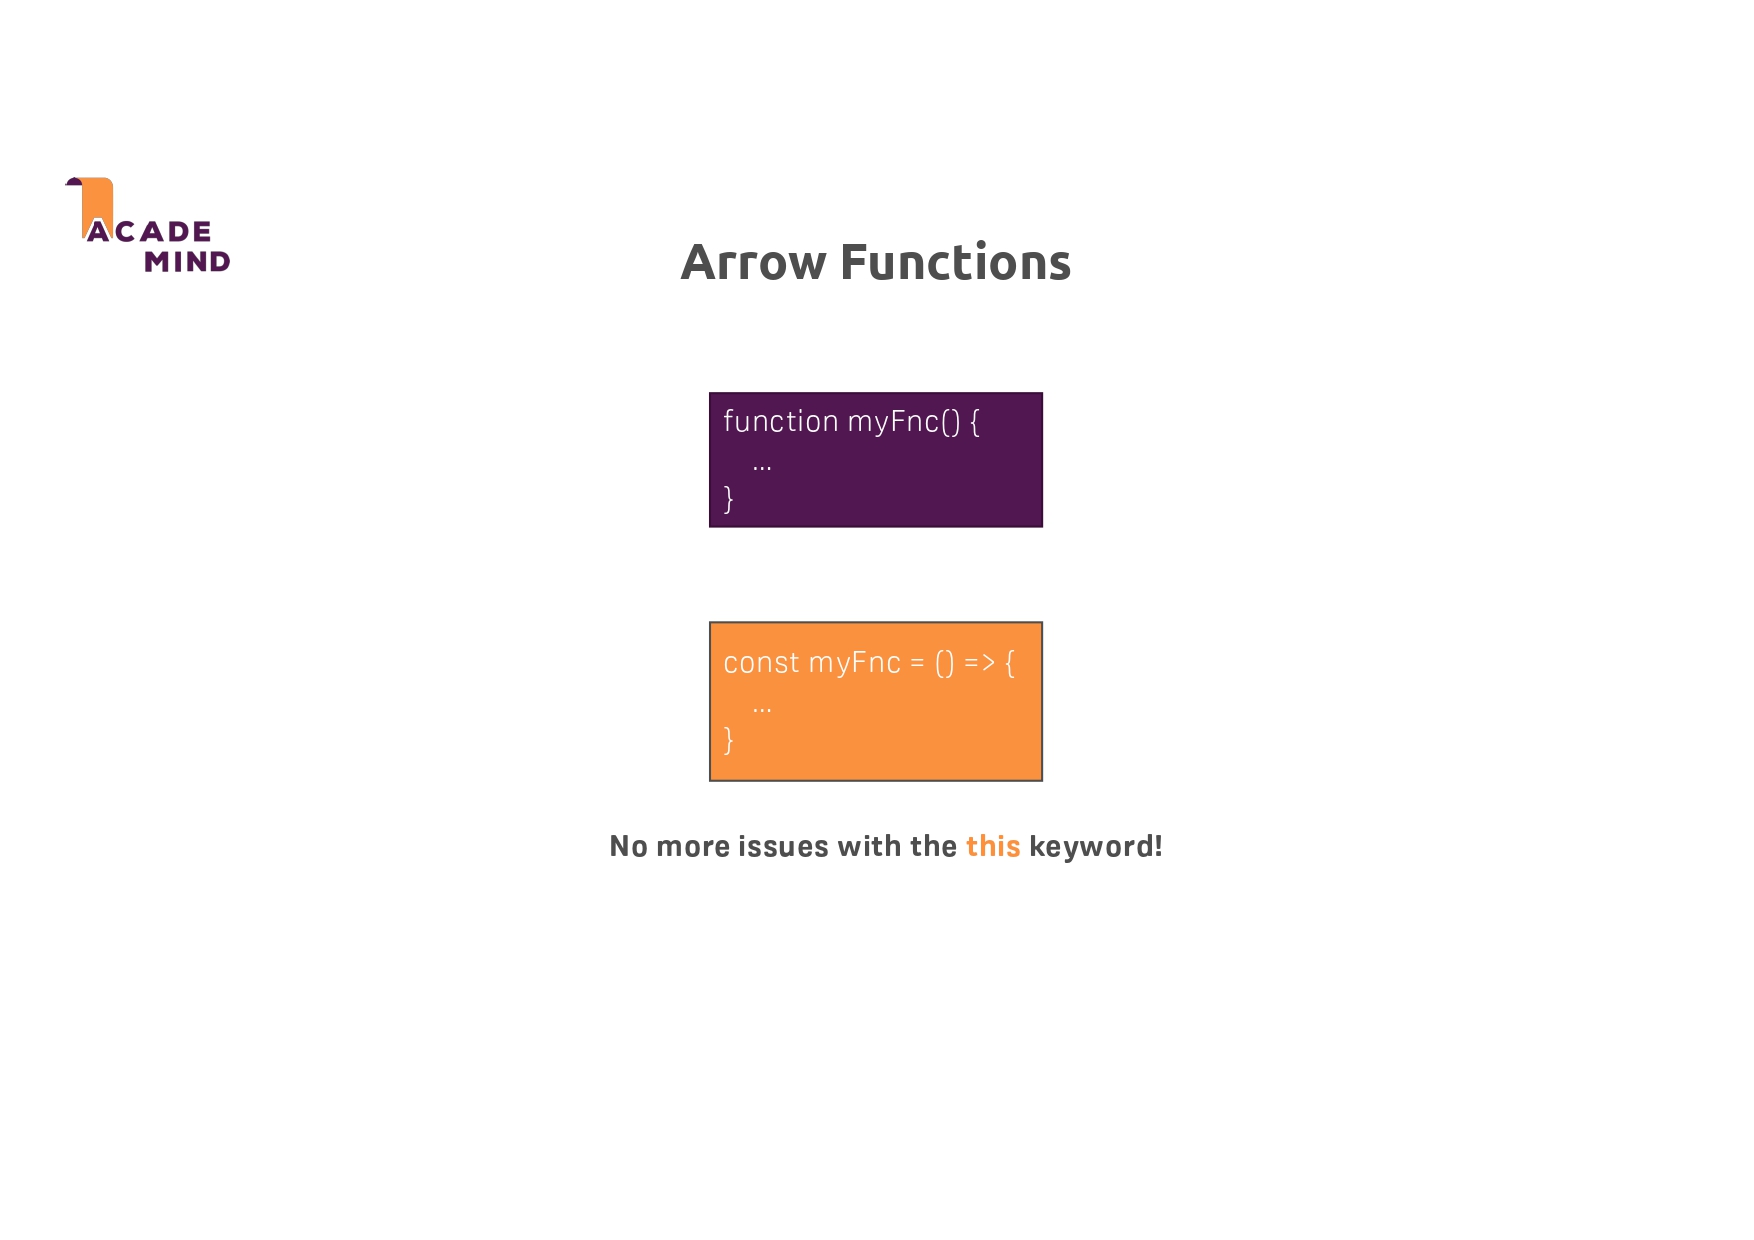 ACADE
MIND
Arrow Functions
function myFnc() {
...
}
const myFnc = () => {
...
}
No more issues with the this keyword!